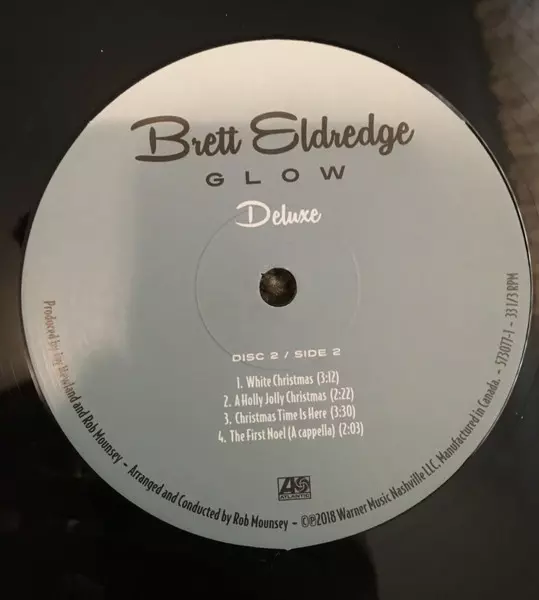 Brett Eldredge
GLOW
Deluxe
DISC 2 / SIDE 2
1. White Christmas (3:12)
2. A Holly Jolly Christmas (2:22)
3. Christmas Time Is Here (3:30)
4. The First Noel (A cappella) (2:03)
ATLANTIC
Produced by Jay Newland and Rob Mounsey – Arranged and Conducted by Rob Mounsey – ©℗2018 Warner Music Nashville LLC. Manufactured in Canada. – 573077-1 – 33 1/3 RPM